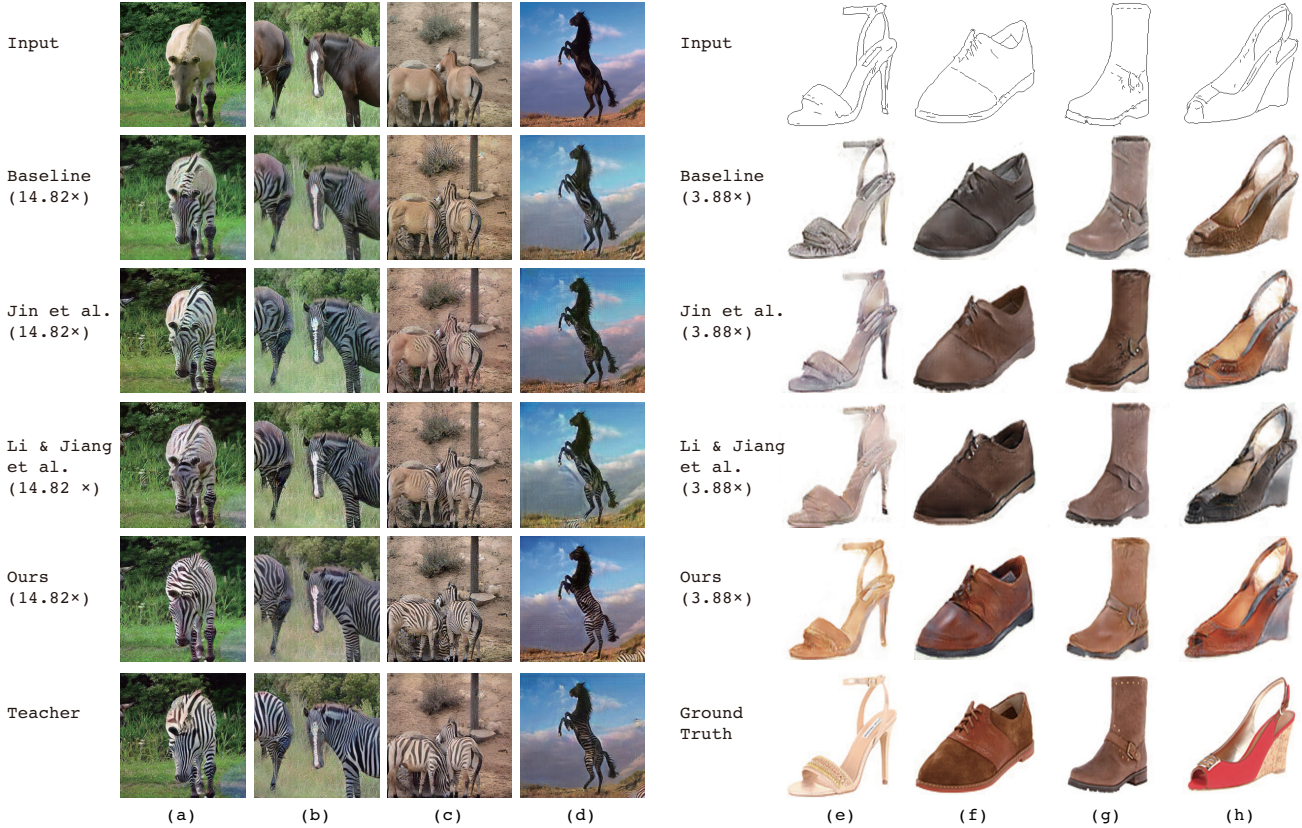 Input
Baseline
(14.82×)
Jin et al.
(14.82×)
Li & Jiang
et al.
(14.82 ×)
Ours
(14.82×)
Teacher
(a)
(b)
(c)
(d)
Input
Baseline
(3.88×)
Jin et al.
(3.88×)
Li & Jiang
et al.
(3.88×)
Ours
(3.88×)
Ground
Truth
(e)
(f)
(g)
(h)